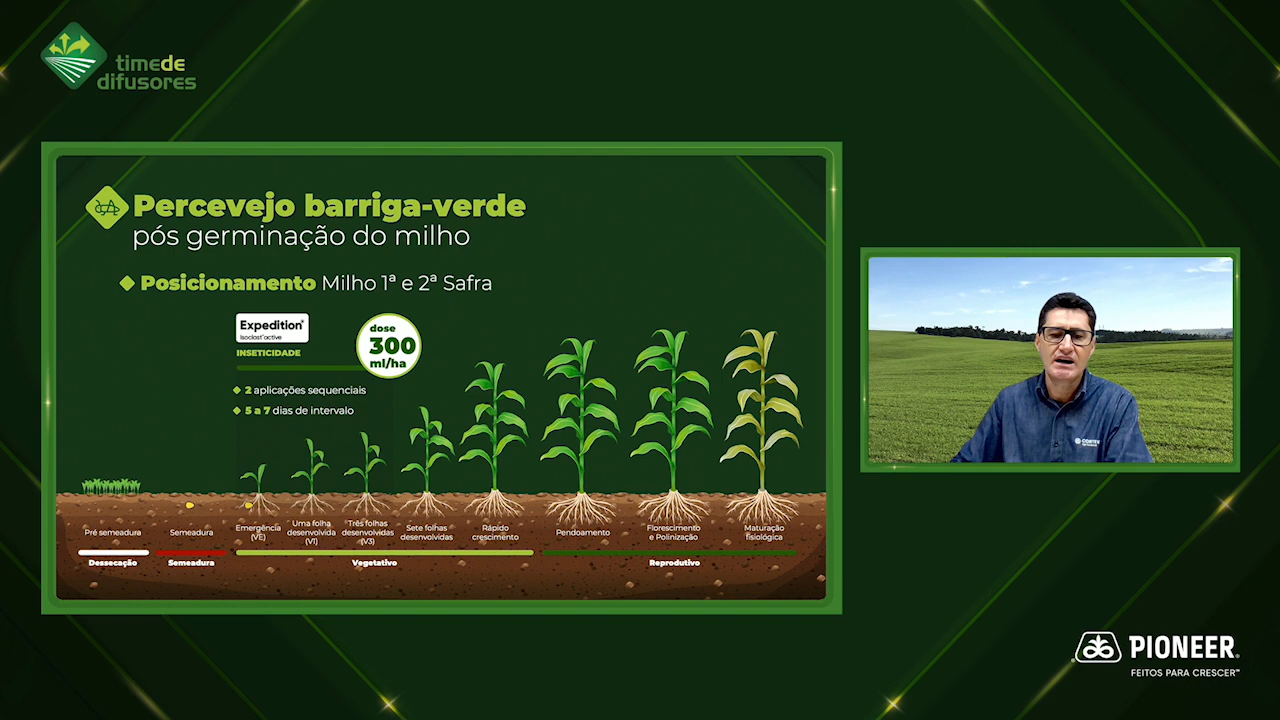 timede
difusores
Percevejo barriga-verde
pós germinação do milho
Posicionamento Milho 1ª e 2ª Safra
Expedition®
Isoclast™active
INSETICIDADE
dose
300
ml/ha
2 aplicações sequenciais
5 a 7 dias de intervalo
Pré semeadura
Semeadura
Emergência
(VE)
Uma folha
desenvolvida
(V1)
Três folhas
desenvolvidas
(V3)
Sete folhas
desenvolvidas
Rápido
crescimento
Pendoamento
Florescimento
e Polinização
Maturação
fisiológica
Dessecação
Semeadura
Vegetativo
Reprodutivo
PIONEER®
FEITOS PARA CRESCER™